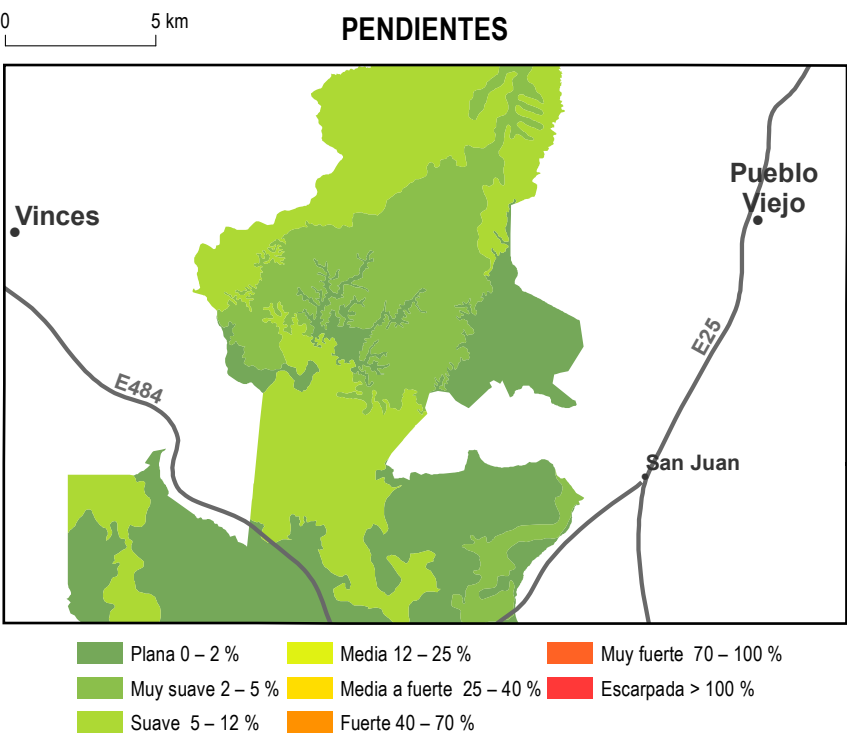 0 5 km
PENDIENTES
Pueblo
Viejo
Vinces
E25
E484
San Juan
Plana 0 – 2 %
Muy suave 2 – 5 %
Suave 5 – 12 %
Media 12 – 25 %
Media a fuerte 25 – 40 %
Fuerte 40 – 70 %
Muy fuerte 70 – 100 %
Escarpada > 100 %